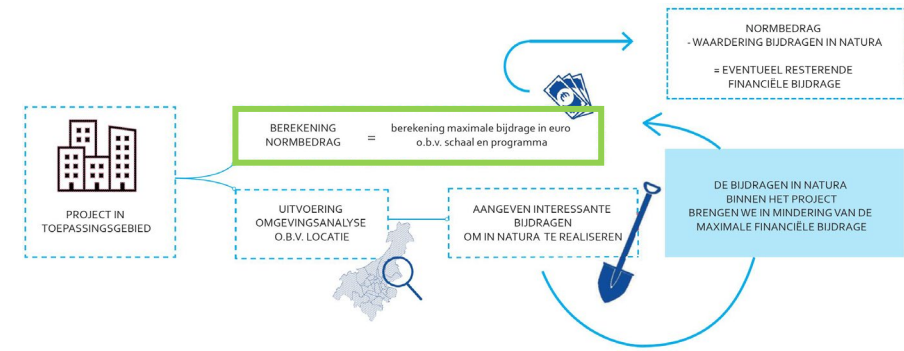 PROJECT IN
TOEPASSINGSGEBIED
BEREKENING
NORMBEDRAG
=
berekening maximale bijdrage in euro
o.b.v. schaal en programma
UITVOERING
OMGEVINGSANALYSE
O.B.V. LOCATIE
AANGEVEN INTERESSANTE
BIJDRAGEN
OM IN NATURA TE REALISEREN
DE BIJDRAGEN IN NATURA
BINNEN HET PROJECT
BRENGEN WE IN MINDERING VAN DE
MAXIMALE FINANCIËLE BIJDRAGE
NORMBEDRAG
- WAARDERING BIJDRAGEN IN NATURA
= EVENTUEEL RESTERENDE
FINANCIËLE BIJDRAGE
€